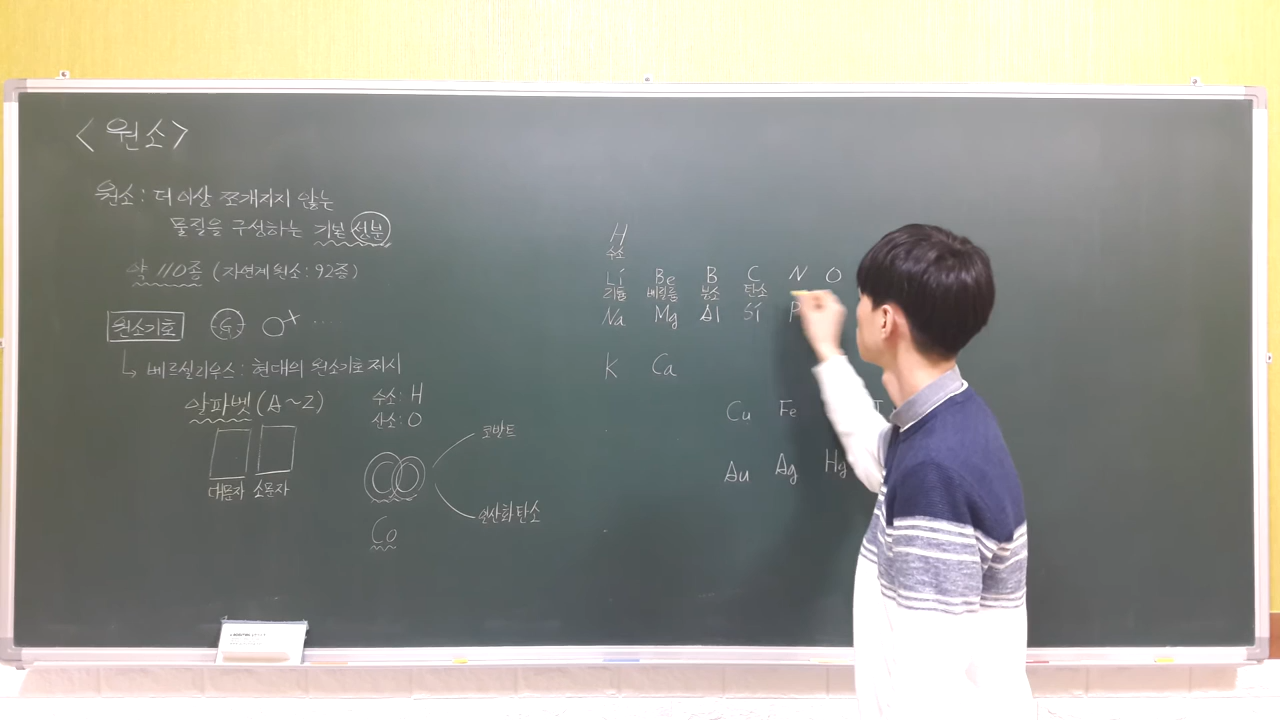 <원소>
원소: 더 이상 쪼개지지 않는
물질을 구성하는 기본 성분
약 110종 (자연계 원소: 92종)
원소기호 G O+ ...
베르셀리우스: 현대의 원소기호 제시
알파벳 (A~Z)
대문자 소문자
수소: H
산소: O
CO
코발트
일산화탄소
Co
H
수소
Li Be B C N O
리튬 베릴륨 붕소 탄소
Na Mg Al Si P
K Ca
Cu Fe I
Au Ag Hg